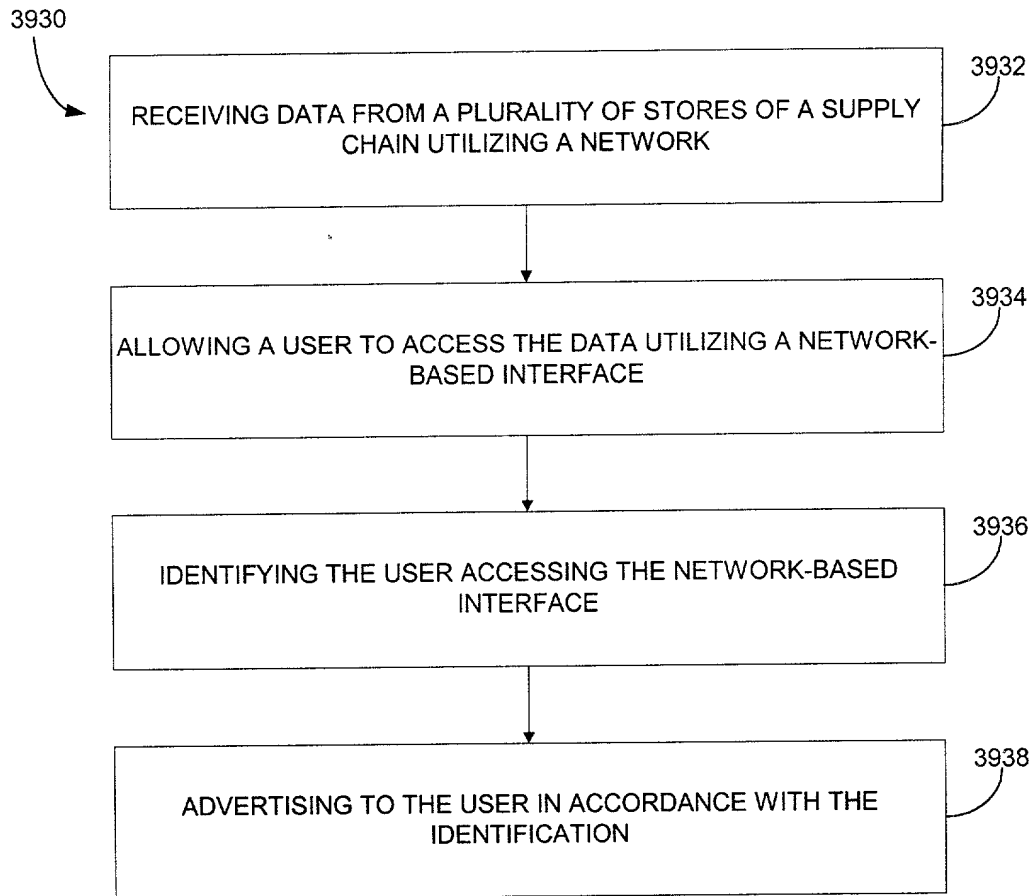 3930
3932
RECEIVING DATA FROM A PLURALITY OF STORES OF A SUPPLY
CHAIN UTILIZING A NETWORK
3934
ALLOWING A USER TO ACCESS THE DATA UTILIZING A NETWORK-
BASED INTERFACE
3936
IDENTIFYING THE USER ACCESSING THE NETWORK-BASED
INTERFACE
3938
ADVERTISING TO THE USER IN ACCORDANCE WITH THE
IDENTIFICATION